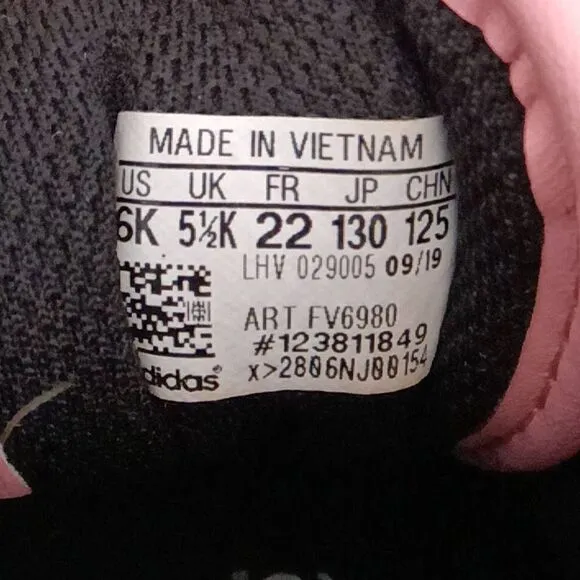 MADE IN VIETNAM
US UK FR JP CHN
6K 5½K 22 130 125
LHV 029005 09/19
ART FV6980
#123811849
x>2806NJ00154
adidas®